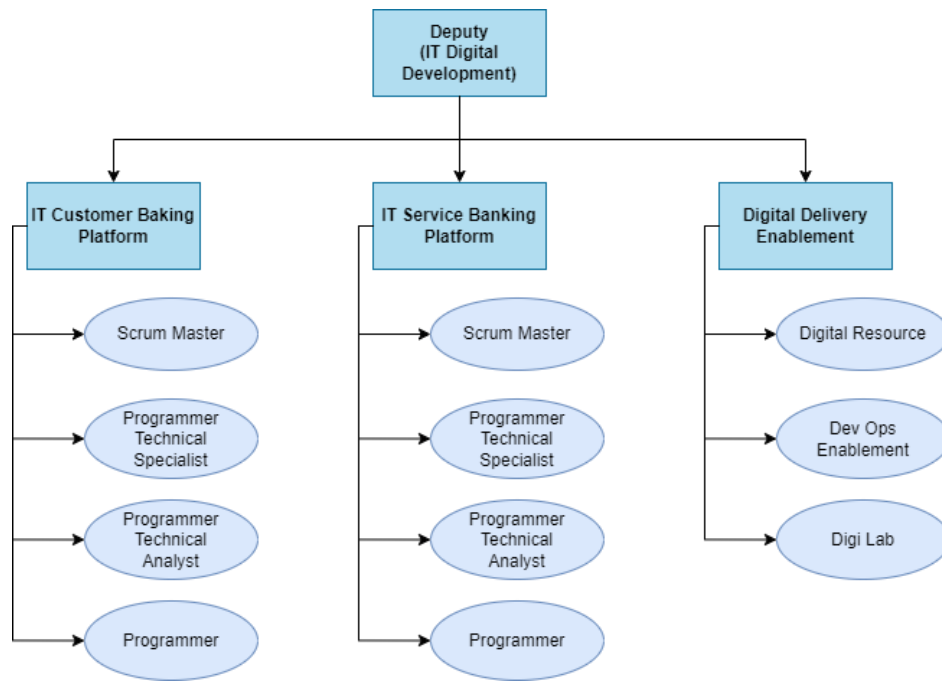 Deputy
(IT Digital
Development)
IT Customer Baking
Platform
IT Service Banking
Platform
Digital Delivery
Enablement
Scrum Master
Scrum Master
Digital Resource
Programmer
Technical
Specialist
Programmer
Technical
Specialist
Dev Ops
Enablement
Programmer
Technical
Analyst
Programmer
Technical
Analyst
Digi Lab
Programmer
Programmer